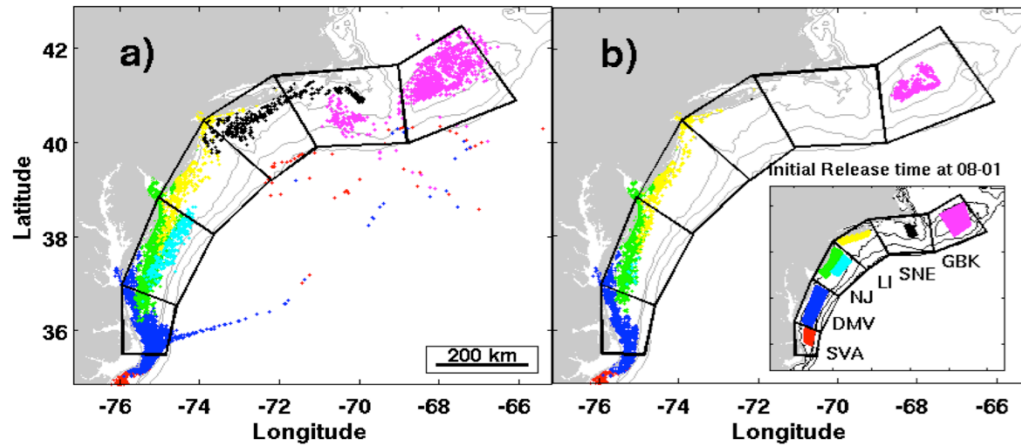 a)
b)
42
40
38
36
Latitude
200 km
-76 -74 -72 -70 -68 -66
Longitude
Initial Release time at 08-01
GBK
SNE
LI
NJ
DMV
SVA
-76 -74 -72 -70 -68 -66
Longitude